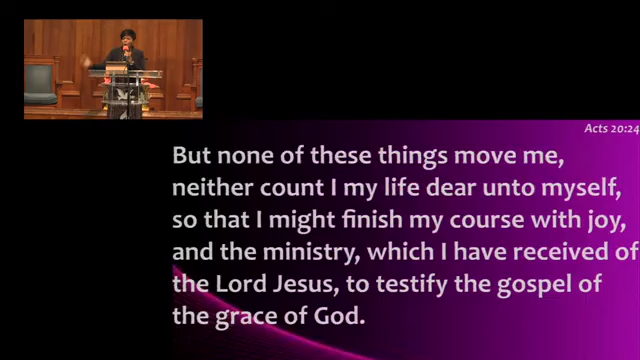 Acts 20:24
But none of these things move me,
neither count I my life dear unto myself,
so that I might finish my course with joy,
and the ministry, which I have received of
the Lord Jesus, to testify the gospel of
the grace of God.